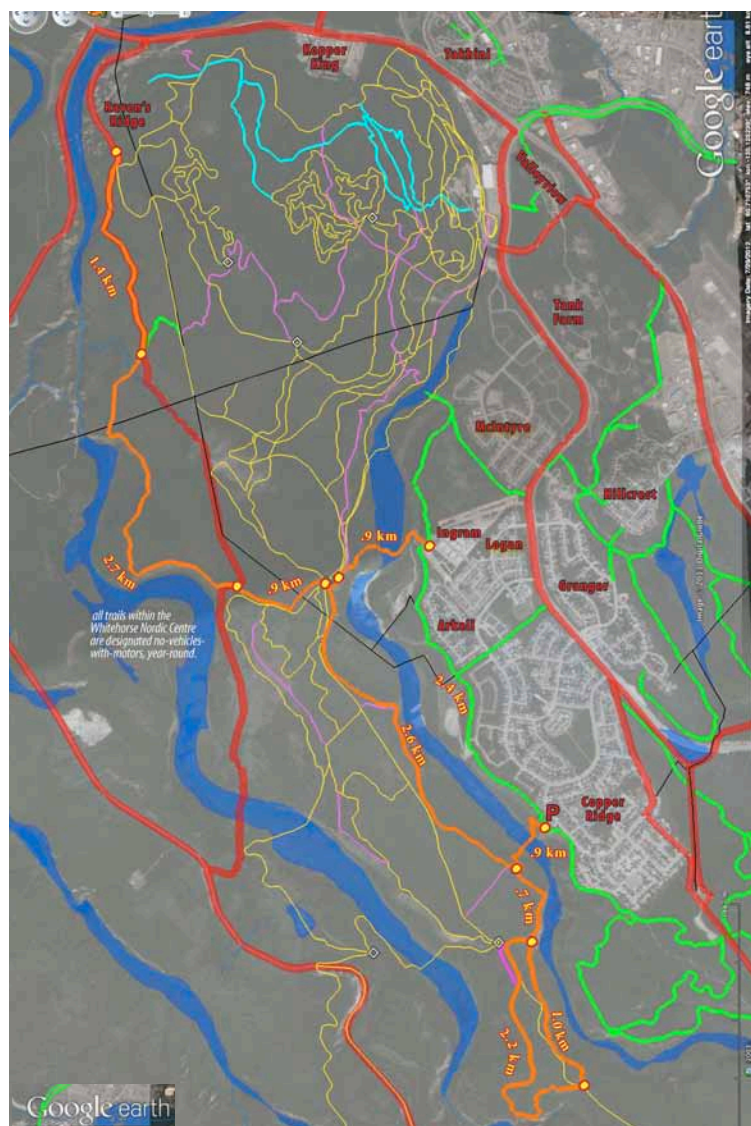 Kopper
King
Takhini
Raven's
Ridge
Valleyview
Google earth
1.4 km
Tank
Farm
McIntyre
Hillcrest
Ingram
.9 km
Logan
Granger
2.7 km
.9 km
Arkell
all trails within the
Whitehorse Nordic Centre
are designated no-vehicles-
with-motors, year-round.
2.4 km
2.6 km
Copper
Ridge
P
.9 km
.7 km
1.0 km
2.2 km
Google earth